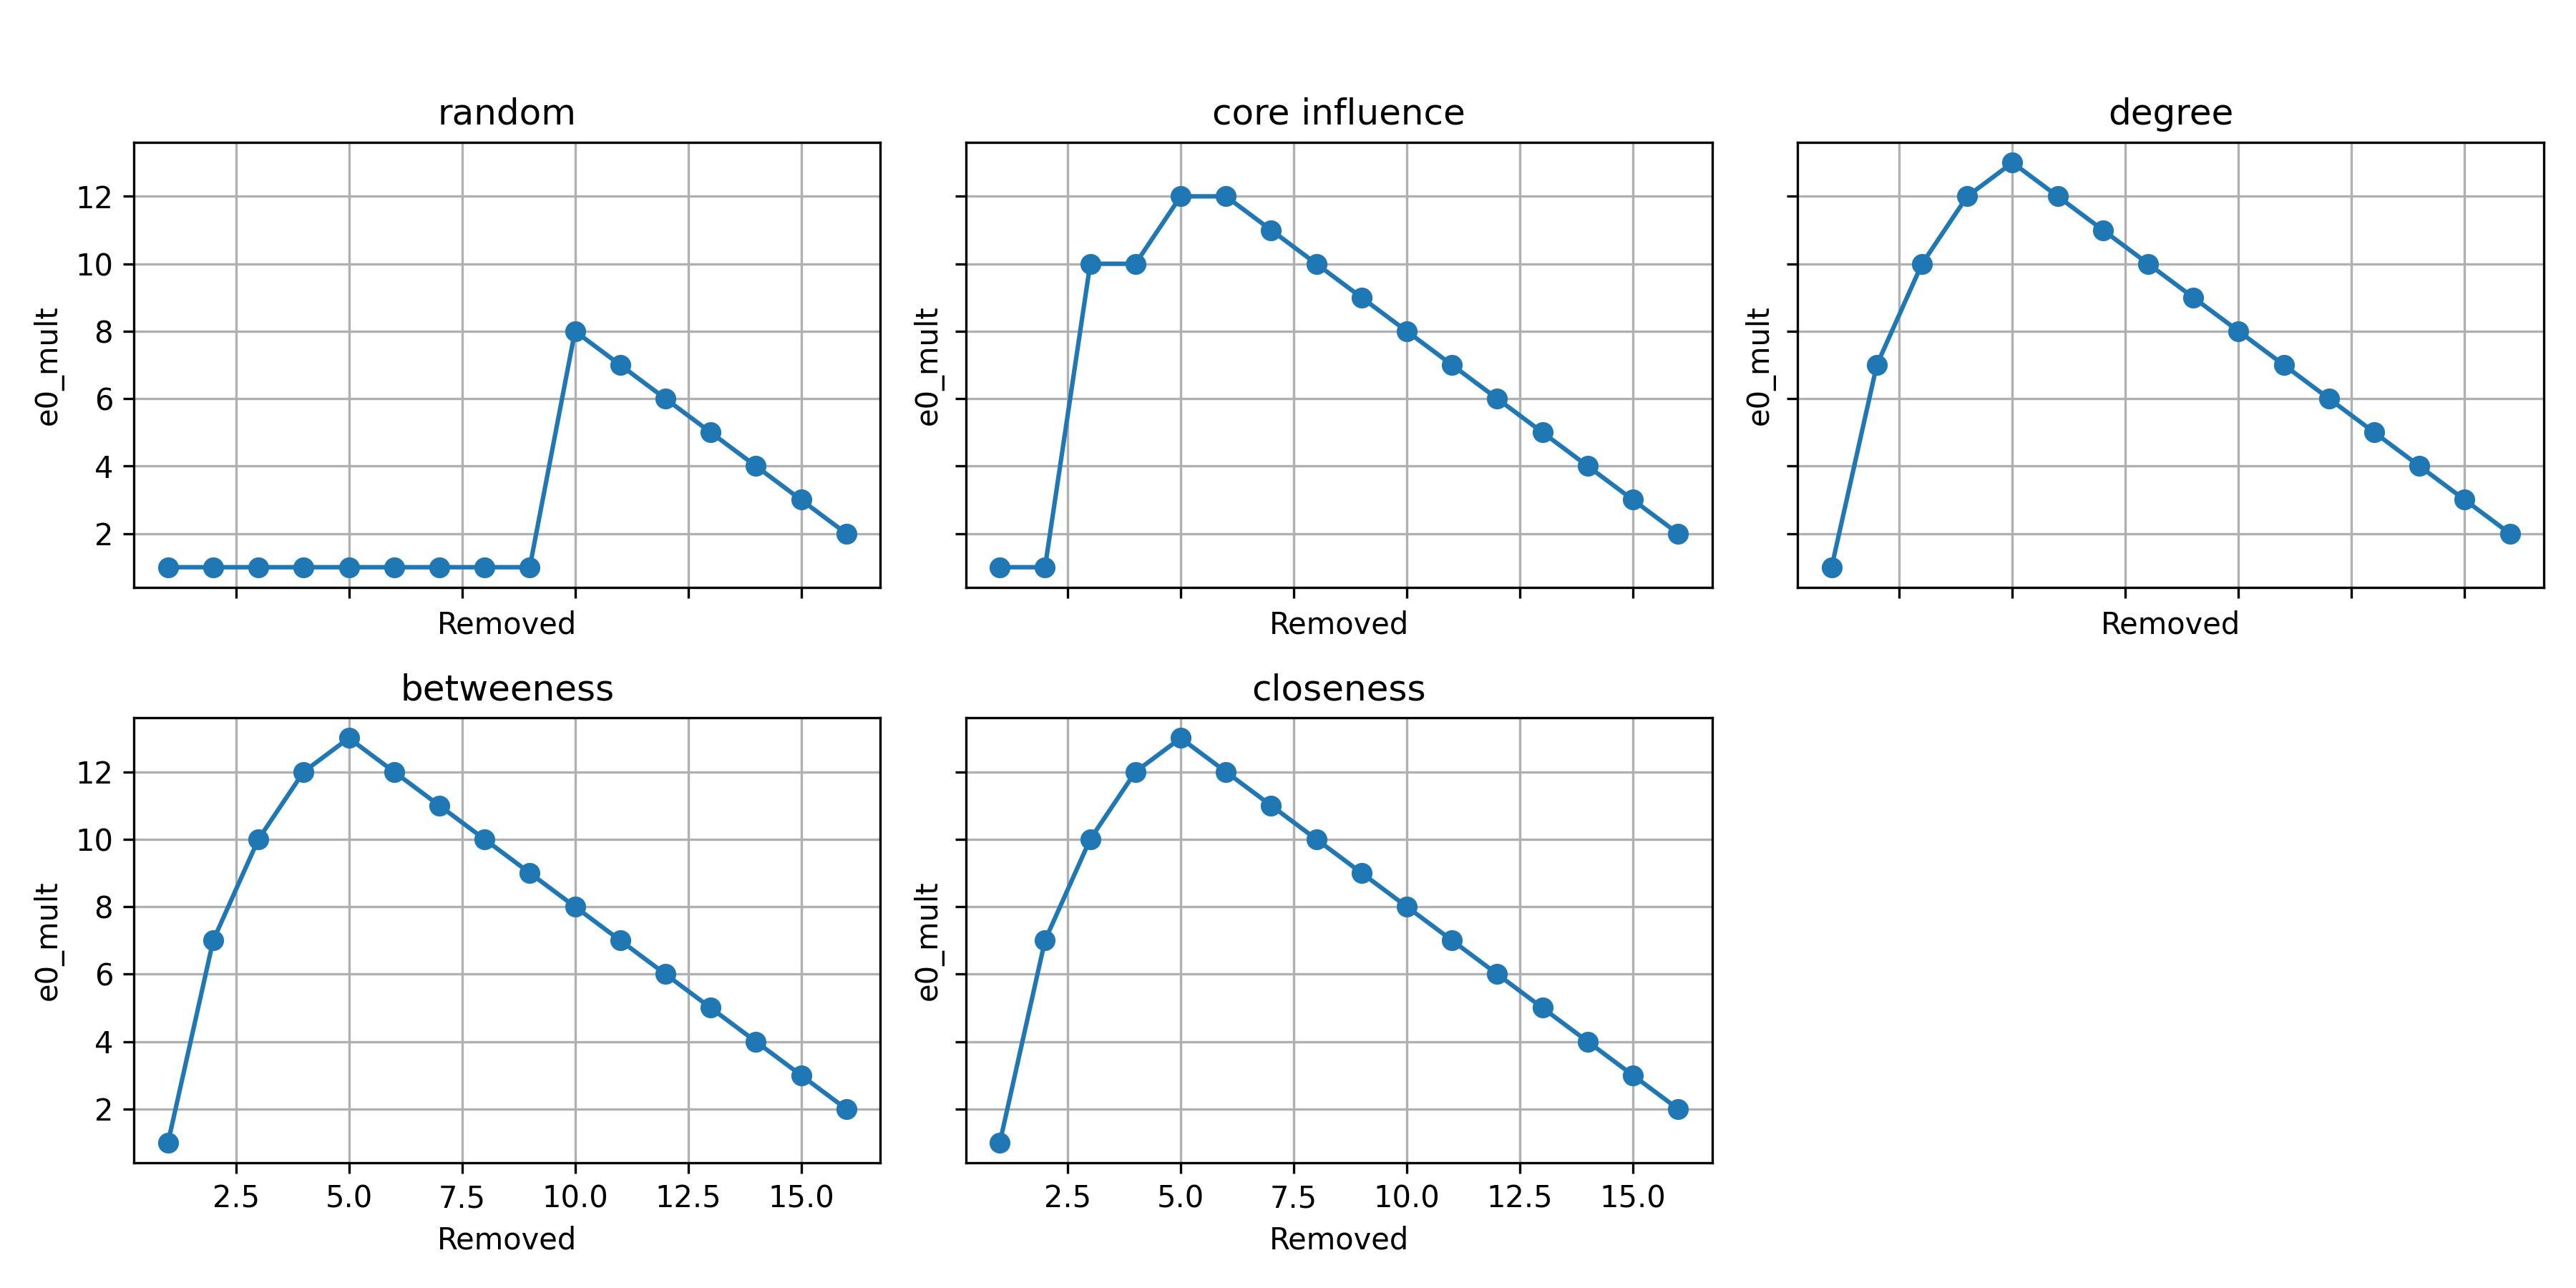 random
core influence
degree
12
10
8
6
4
2
e0_mult
e0_mult
e0_mult
Removed
Removed
Removed
betweeness
closeness
12
10
8
6
4
2
e0_mult
e0_mult
2.5 5.0 7.5 10.0 12.5 15.0
2.5 5.0 7.5 10.0 12.5 15.0
Removed
Removed